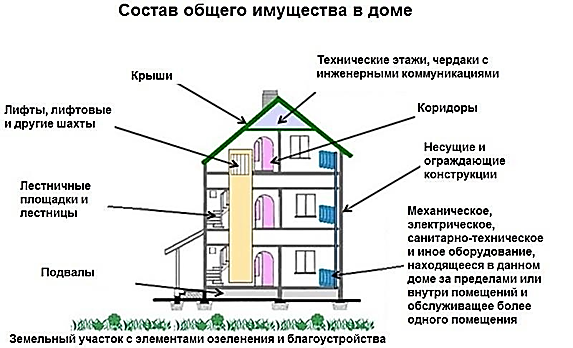 Состав общего имущества в доме
Технические этажи, чердаки с
инженерными коммуникациями
Крыши
Лифты, лифтовые
и другие шахты
Коридоры
Несущие и
ограждающие
конструкции
Лестничные
площадки и
лестницы
Механическое,
электрическое,
санитарно-техническое
и иное оборудование,
находящееся в данном
доме за пределами или
внутри помещений и
обслуживающее более
одного помещения
Подвалы
Земельный участок с элементами озеленения и благоустройства